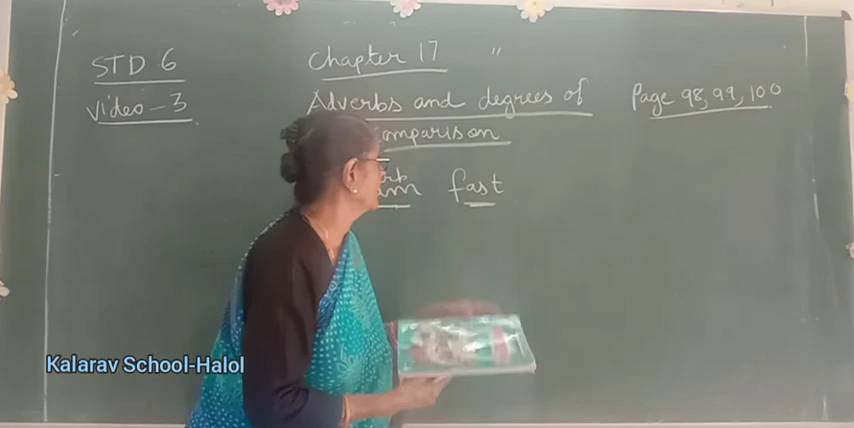 STD 6
Chapter 17 "
Video - 3
Adverbs and degrees of
Comparison
Page 98, 99, 100
fast
Kalarav School-Halol